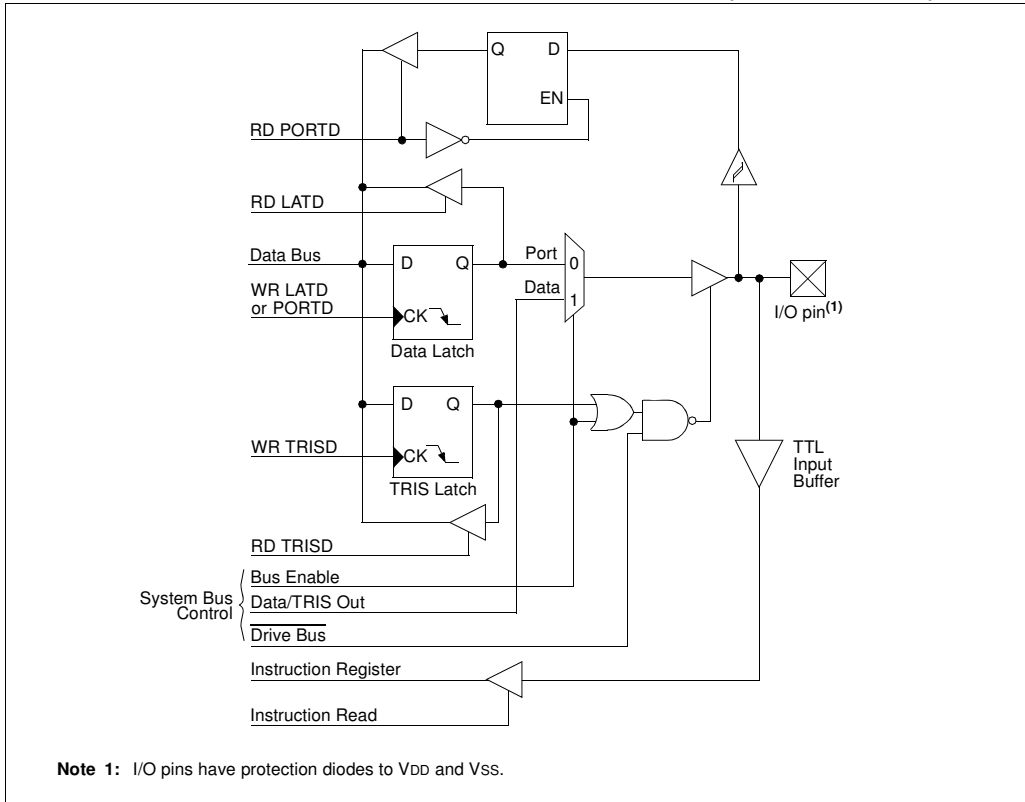 Q D
EN
RD PORTD
RD LATD
Data Bus
D Q
Port
0
Data
1
WR LATD
or PORTD
CK
Data Latch
I/O pin(1)
D Q
WR TRISD
CK
TRIS Latch
TTL
Input
Buffer
RD TRISD
System Bus
Control
Bus Enable
Data/TRIS Out
Drive Bus
Instruction Register
Instruction Read
Note 1: I/O pins have protection diodes to VDD and VSS.